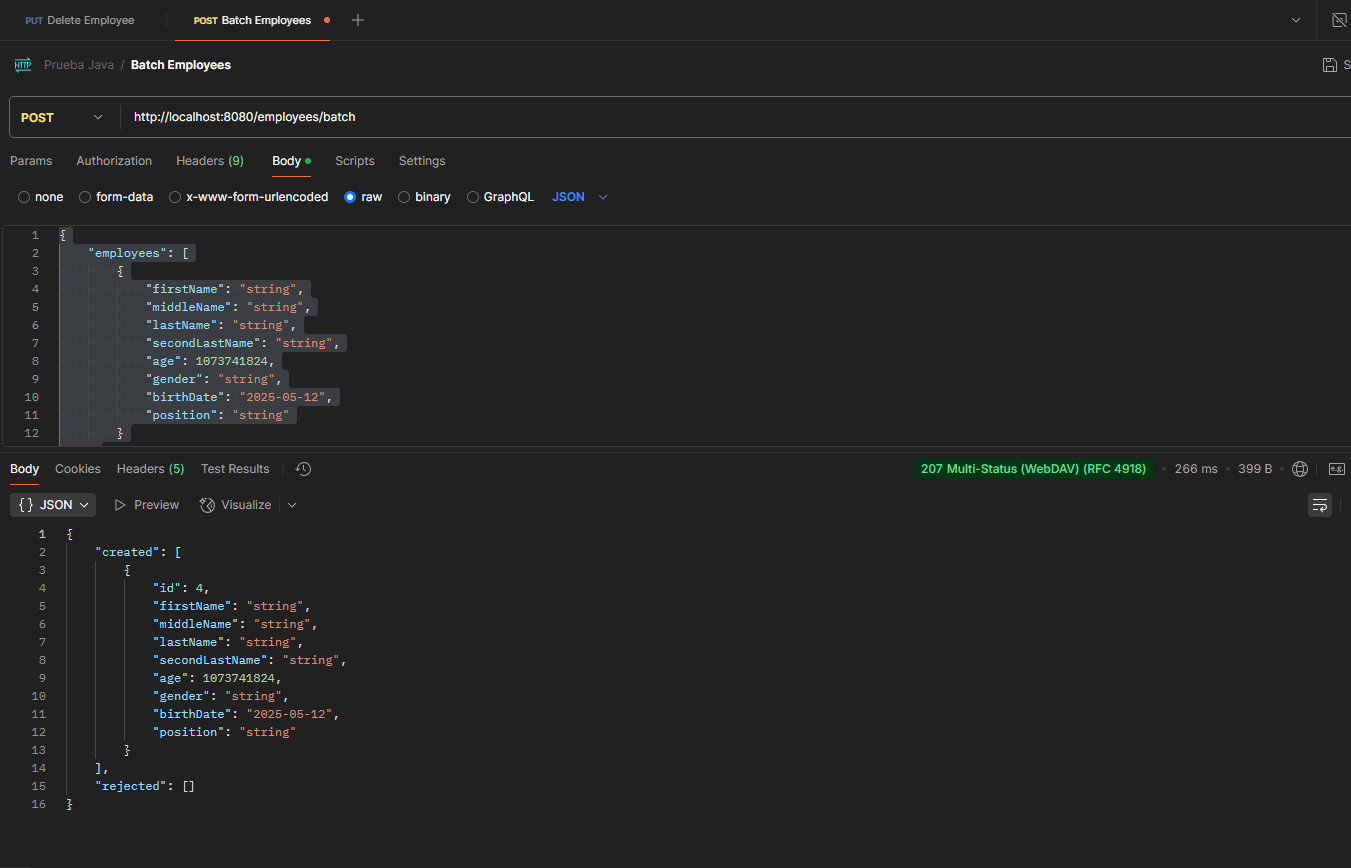 PUT Delete Employee POST Batch Employees
HTTP Prueba Java / Batch Employees S
POST http://localhost:8080/employees/batch
Params Authorization Headers (9) Body Scripts Settings
none form-data x-www-form-urlencoded raw binary GraphQL JSON
1 {
2 "employees": [
3 {
4 "firstName": "string",
5 "middleName": "string",
6 "lastName": "string",
7 "secondLastName": "string",
8 "age": 1073741824,
9 "gender": "string",
10 "birthDate": "2025-05-12",
11 "position": "string"
12 }
Body Cookies Headers (5) Test Results 207 Multi-Status (WebDAV) (RFC 4918) • 266 ms • 399 B • e.g.
{} JSON Preview Visualize
1 {
2 "created": [
3 {
4 "id": 4,
5 "firstName": "string",
6 "middleName": "string",
7 "lastName": "string",
8 "secondLastName": "string",
9 "age": 1073741824,
10 "gender": "string",
11 "birthDate": "2025-05-12",
12 "position": "string"
13 }
14 ],
15 "rejected": []
16 }